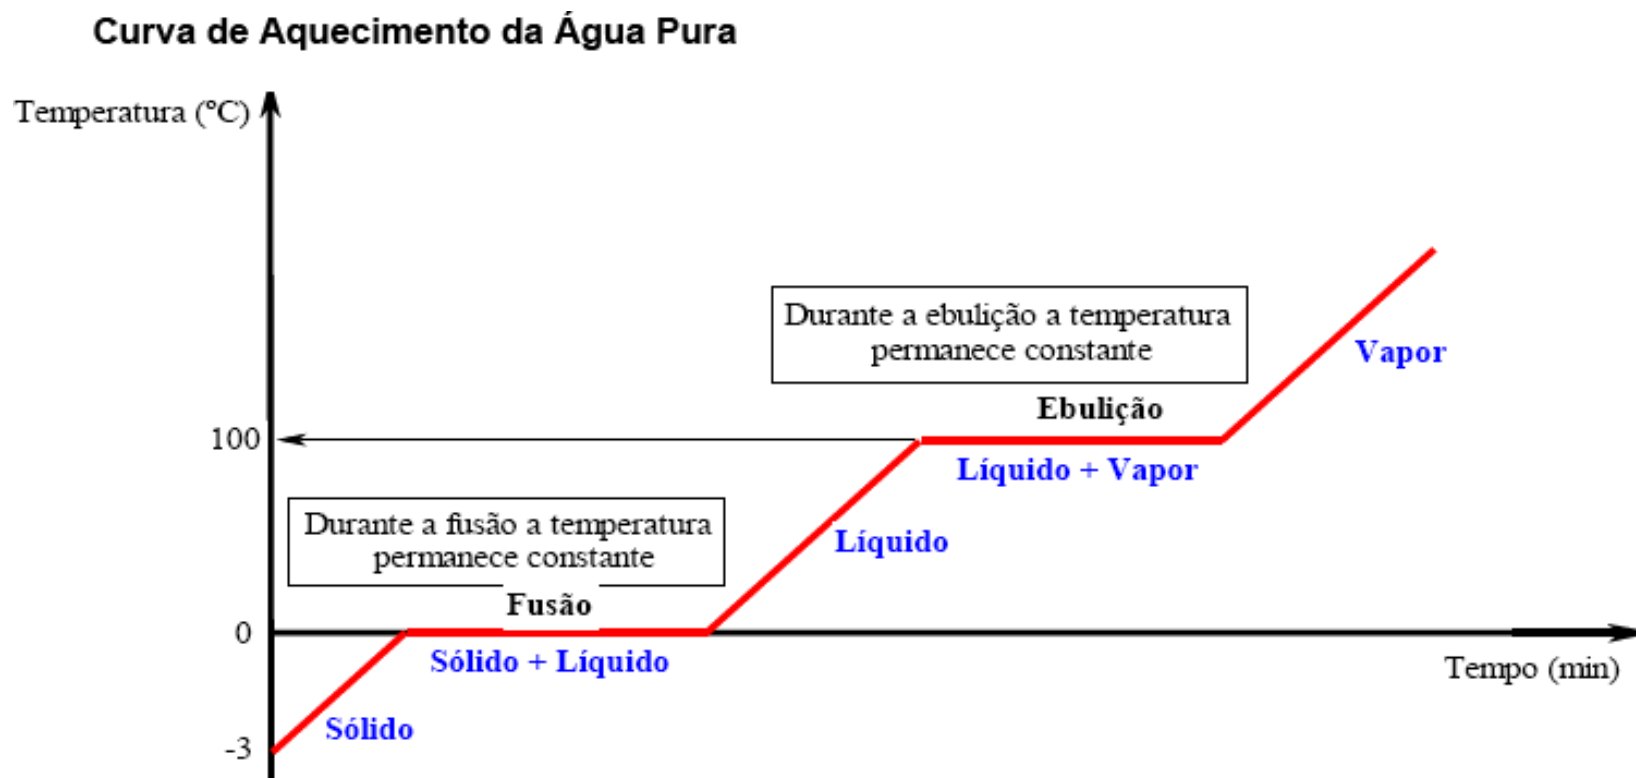 Curva de Aquecimento da Água Pura
Temperatura (ºC)
Durante a ebulição a temperatura
permanece constante
Vapor
Ebulição
100
Líquido + Vapor
Durante a fusão a temperatura
permanece constante
Líquido
Fusão
0
Sólido + Líquido
Tempo (min)
Sólido
-3